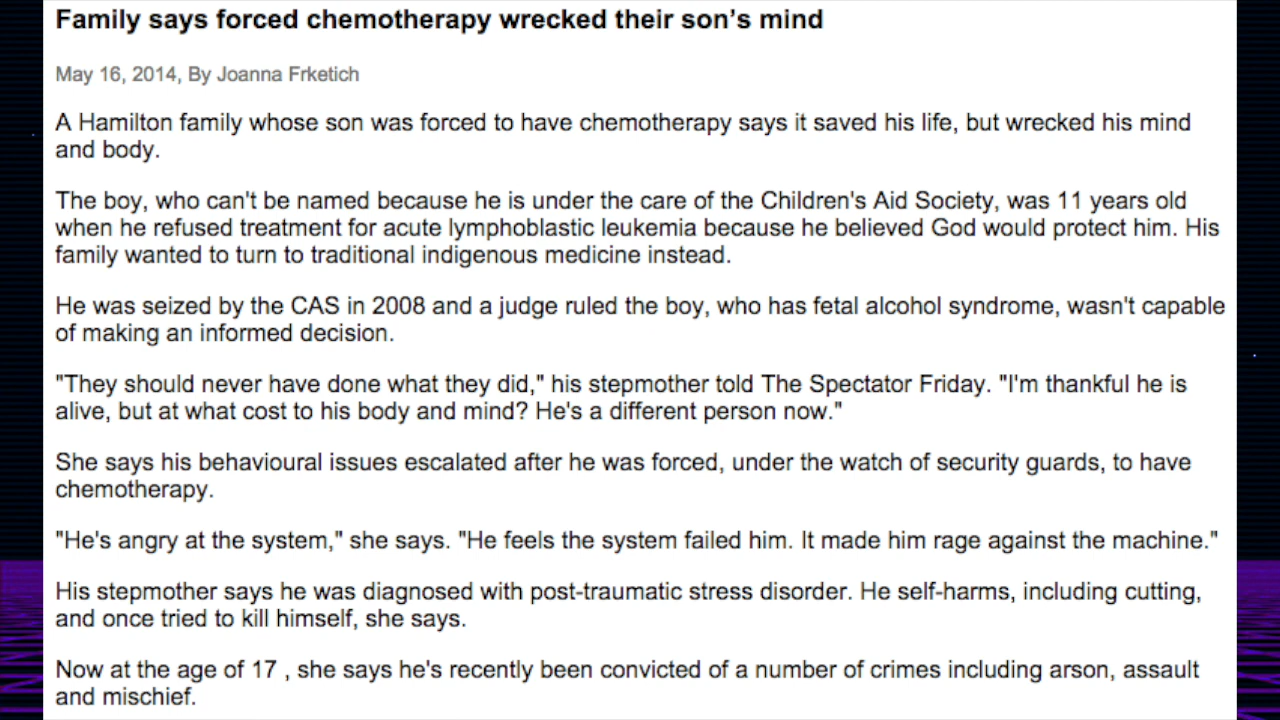 Family says forced chemotherapy wrecked their son’s mind
May 16, 2014, By Joanna Frketich
A Hamilton family whose son was forced to have chemotherapy says it saved his life, but wrecked his mind
and body.
The boy, who can't be named because he is under the care of the Children's Aid Society, was 11 years old
when he refused treatment for acute lymphoblastic leukemia because he believed God would protect him. His
family wanted to turn to traditional indigenous medicine instead.
He was seized by the CAS in 2008 and a judge ruled the boy, who has fetal alcohol syndrome, wasn't capable
of making an informed decision.
"They should never have done what they did," his stepmother told The Spectator Friday. "I'm thankful he is
alive, but at what cost to his body and mind? He's a different person now."
She says his behavioural issues escalated after he was forced, under the watch of security guards, to have
chemotherapy.
"He's angry at the system," she says. "He feels the system failed him. It made him rage against the machine."
His stepmother says he was diagnosed with post-traumatic stress disorder. He self-harms, including cutting,
and once tried to kill himself, she says.
Now at the age of 17 , she says he's recently been convicted of a number of crimes including arson, assault
and mischief.